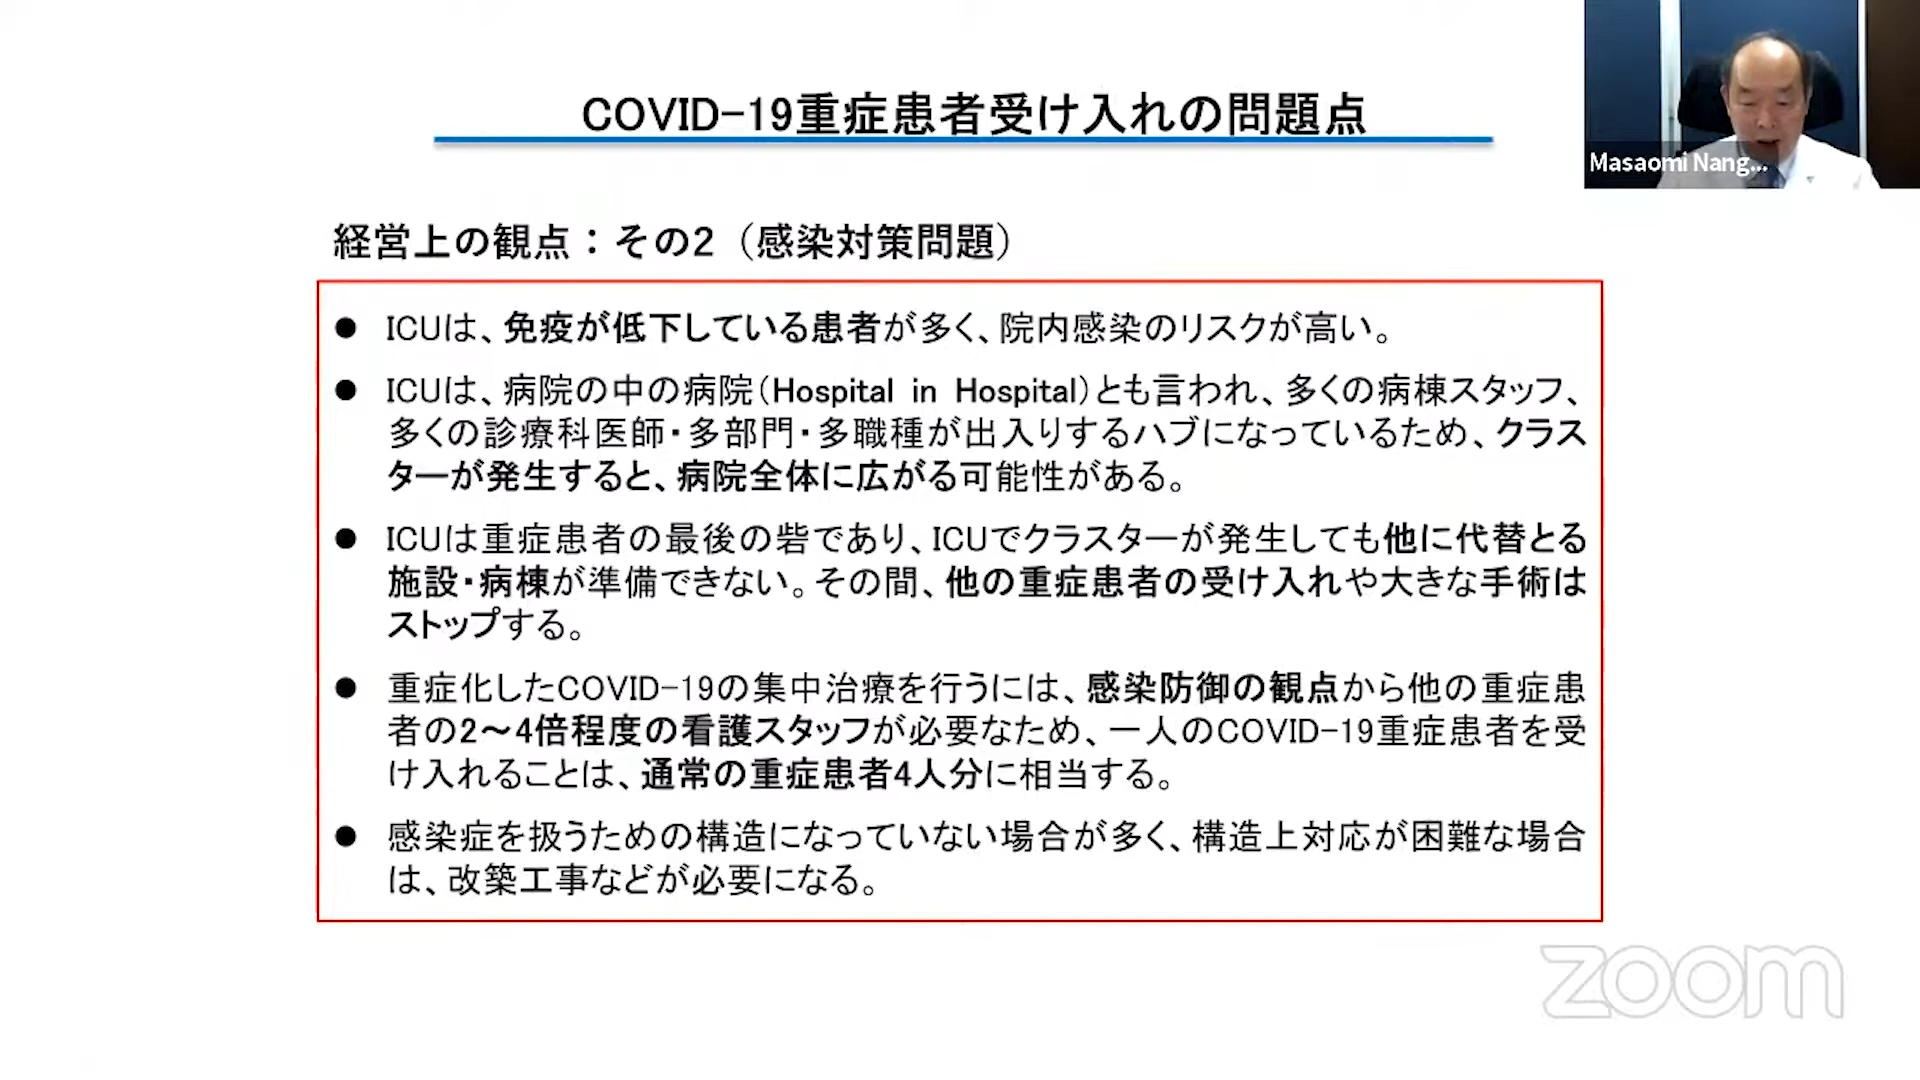 COVID-19重症患者受け入れの問題点
Masaomi Nang...
経営上の観点：その2（感染対策問題）
● ICUは、免疫が低下している患者が多く、院内感染のリスクが高い。
● ICUは、病院の中の病院(Hospital in Hospital)とも言われ、多くの病棟スタッフ、
多くの診療科医師・多部門・多職種が出入りするハブになっているため、クラス
ターが発生すると、病院全体に広がる可能性がある。
● ICUは重症患者の最後の砦であり、ICUでクラスターが発生しても他に代替とる
施設・病棟が準備できない。その間、他の重症患者の受け入れや大きな手術は
ストップする。
● 重症化したCOVID-19の集中治療を行うには、感染防御の観点から他の重症患
者の2～4倍程度の看護スタッフが必要なため、一人のCOVID-19重症患者を受
け入れることは、通常の重症患者4人分に相当する。
● 感染症を扱うための構造になっていない場合が多く、構造上対応が困難な場合
は、改築工事などが必要になる。
zoom